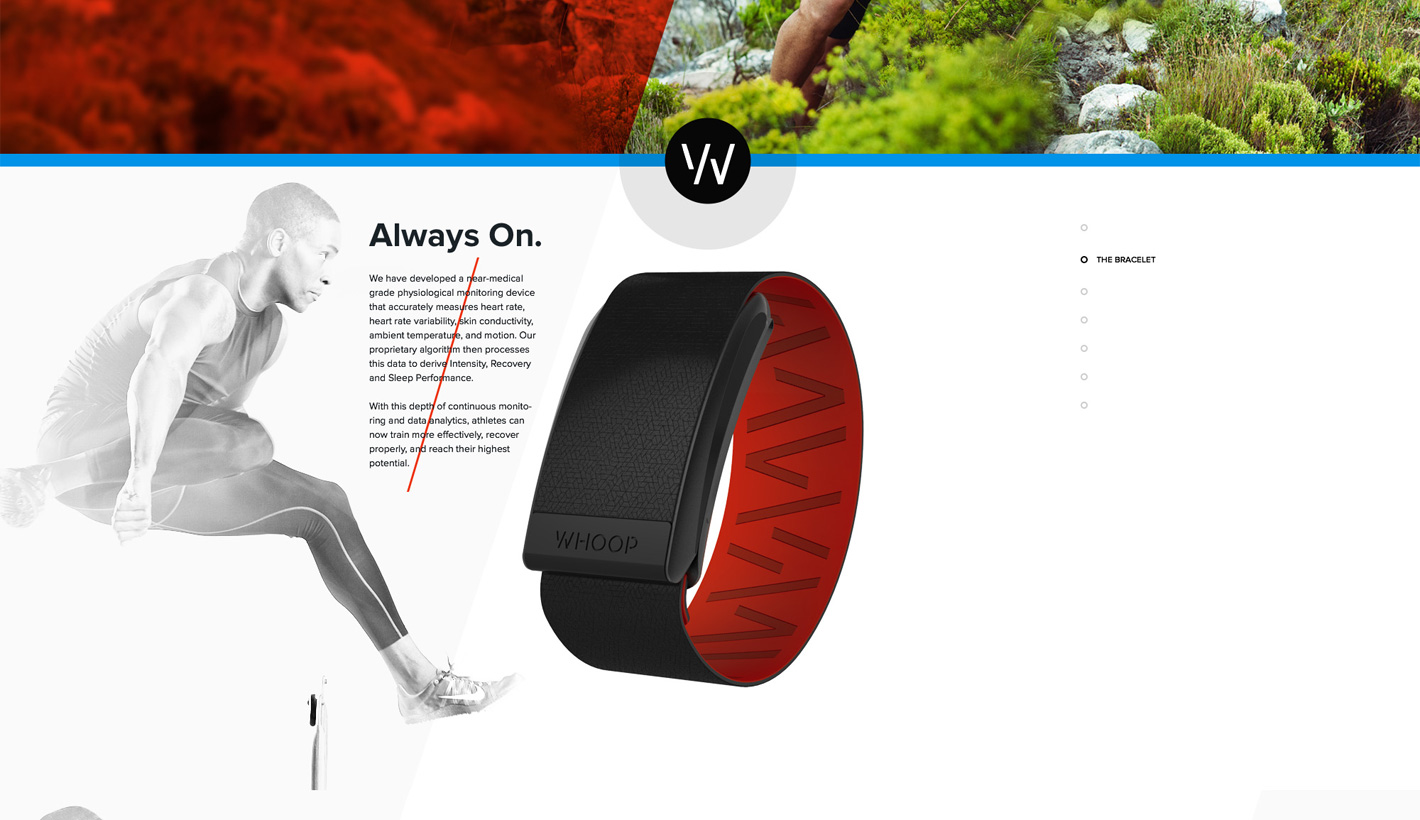 W
Always On.
We have developed a near-medical
grade physiological monitoring device
that accurately measures heart rate,
heart rate variability, skin conductivity,
ambient temperature, and motion. Our
proprietary algorithm then processes
this data to derive Intensity, Recovery
and Sleep Performance.
With this depth of continuous monito-
ring and data analytics, athletes can
now train more effectively, recover
properly, and reach their highest
potential.
WHOOP
THE BRACELET